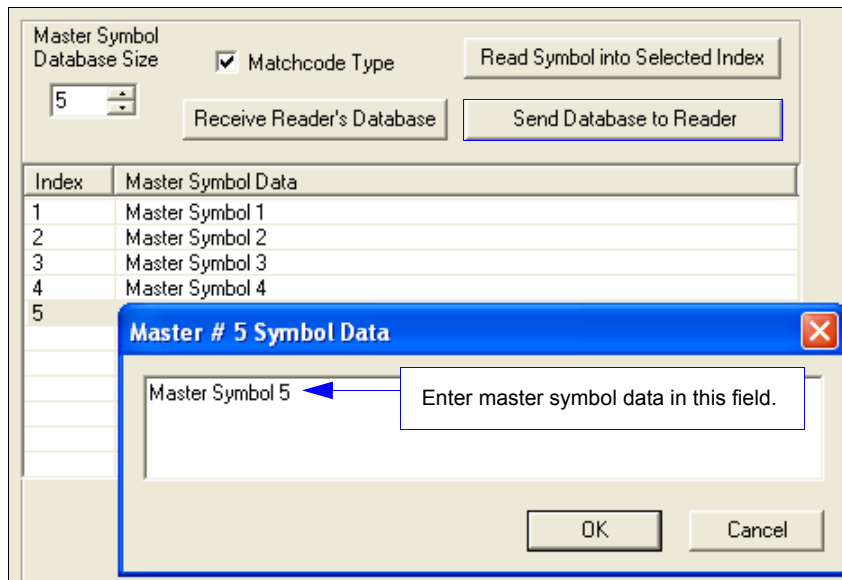 Master Symbol
Database Size
5
Matchcode Type
Read Symbol into Selected Index
Receive Reader's Database
Send Database to Reader
Index Master Symbol Data
1 Master Symbol 1
2 Master Symbol 2
3 Master Symbol 3
4 Master Symbol 4
5
Master # 5 Symbol Data
Master Symbol 5
Enter master symbol data in this field.
OK Cancel